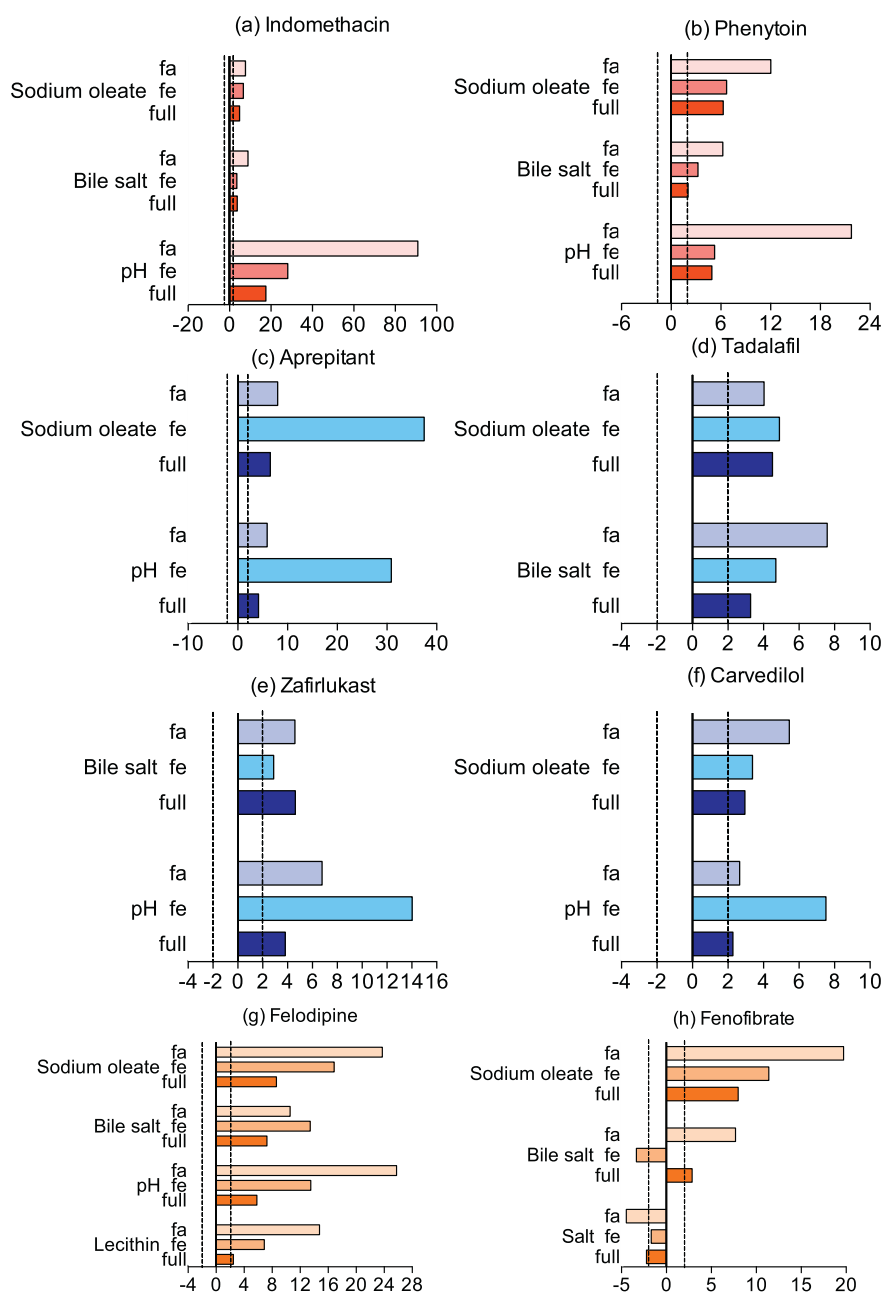 (a) Indomethacin
fa
Sodium oleate fe
full
fa
Bile salt fe
full
fa
pH fe
full
-20 0 20 40 60 80 100
(b) Phenytoin
fa
Sodium oleate fe
full
fa
Bile salt fe
full
fa
pH fe
full
-6 0 6 12 18 24
(c) Aprepitant
fa
Sodium oleate fe
full
fa
pH fe
full
-10 0 10 20 30 40
(d) Tadalafil
fa
Sodium oleate fe
full
fa
Bile salt fe
full
-4 -2 0 2 4 6 8 10
(e) Zafirlukast
fa
Bile salt fe
full
fa
pH fe
full
-4 -2 0 2 4 6 8 10 12 14 16
(f) Carvedilol
fa
Sodium oleate fe
full
fa
pH fe
full
-4 -2 0 2 4 6 8 10
(g) Felodipine
fa
Sodium oleate fe
full
fa
Bile salt fe
full
fa
pH fe
full
fa
Lecithin fe
full
-4 0 4 8 12 16 20 24 28
(h) Fenofibrate
fa
Sodium oleate fe
full
fa
Bile salt fe
full
fa
Salt fe
full
-5 0 5 10 15 20